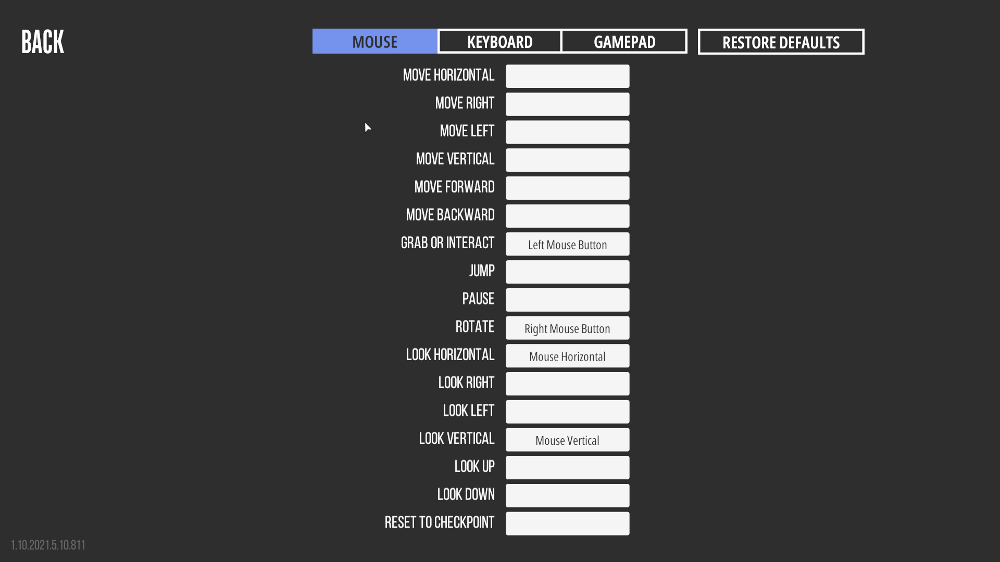 BACK
MOUSE
KEYBOARD
GAMEPAD
RESTORE DEFAULTS
MOVE HORIZONTAL
MOVE RIGHT
MOVE LEFT
MOVE VERTICAL
MOVE FORWARD
MOVE BACKWARD
GRAB OR INTERACT Left Mouse Button
JUMP
PAUSE
ROTATE Right Mouse Button
LOOK HORIZONTAL Mouse Horizontal
LOOK RIGHT
LOOK LEFT
LOOK VERTICAL Mouse Vertical
LOOK UP
LOOK DOWN
RESET TO CHECKPOINT
1.10.2021.5.10.811